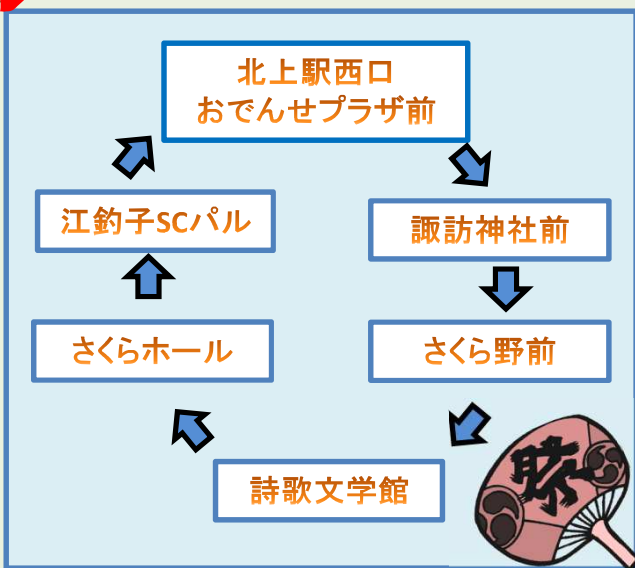 北上駅西口
おでんせプラザ前
諏訪神社前
さくら野前
詩歌文学館
さくらホール
江釣子SCパル
祭